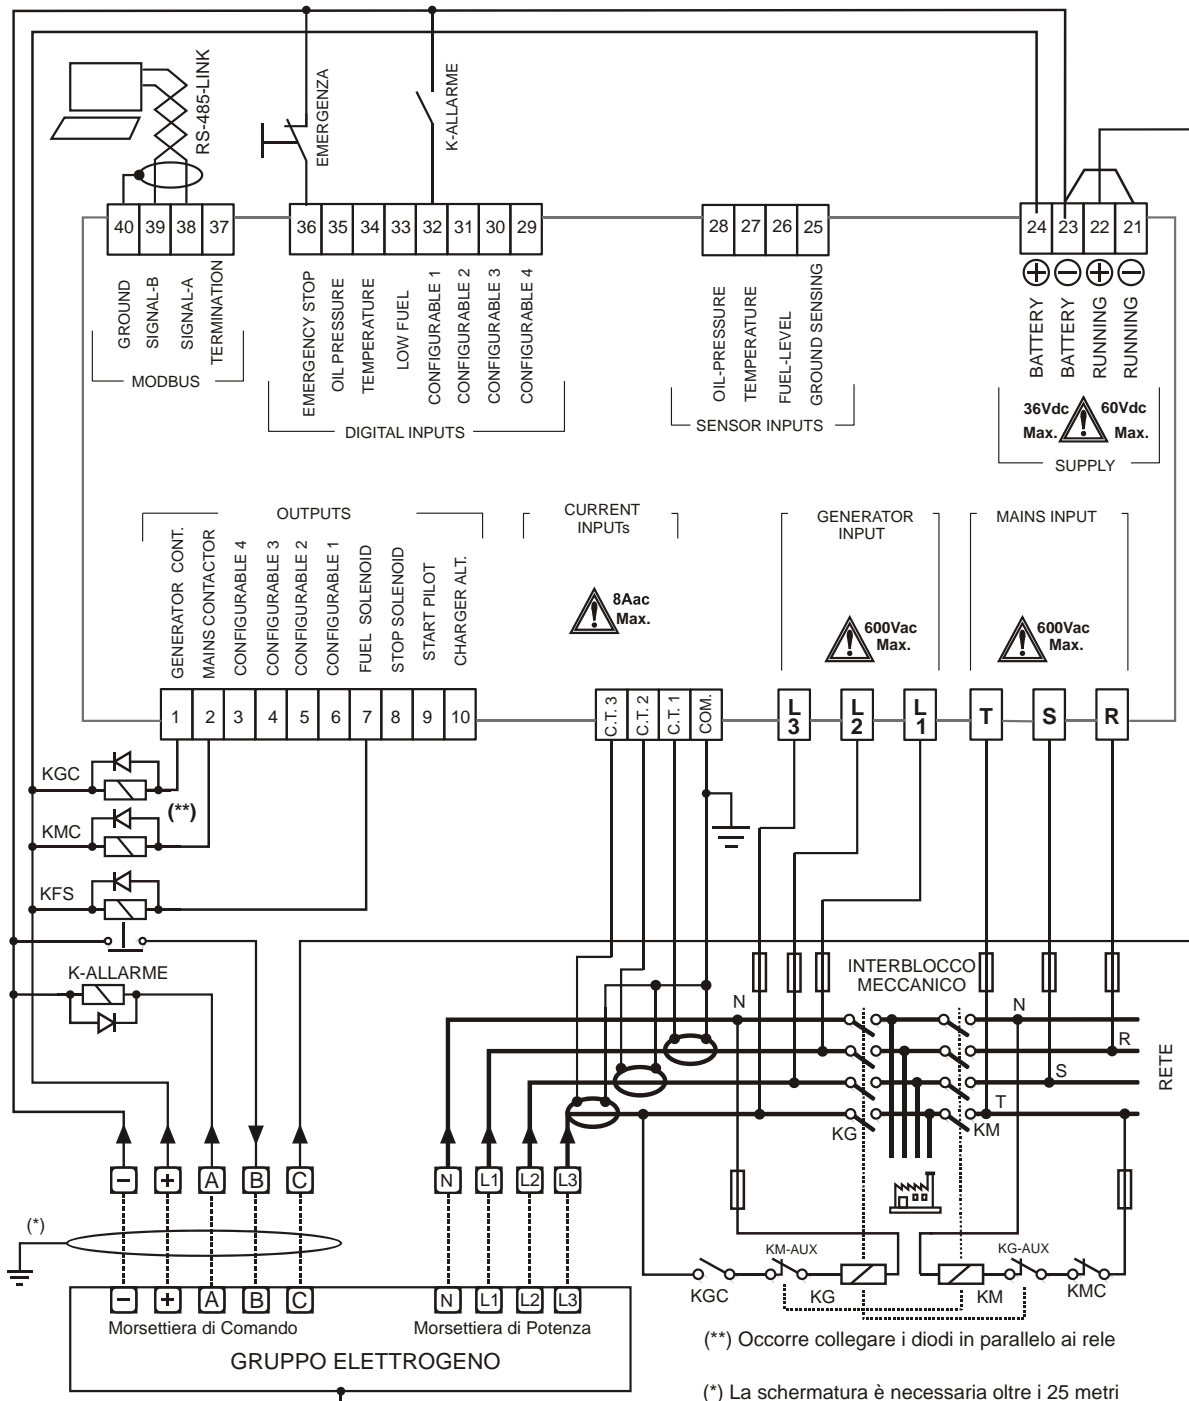 RS-485-LINK
EMERGENZA
K-ALLARME
40 39 38 37
36 35 34 33 32 31 30 29
28 27 26 25
24 23 22 21
+ − + −
GROUND
SIGNAL-B
SIGNAL-A
TERMINATION
MODBUS
EMERGENCY STOP
OIL PRESSURE
TEMPERATURE
LOW FUEL
CONFIGURABLE 1
CONFIGURABLE 2
CONFIGURABLE 3
CONFIGURABLE 4
DIGITAL INPUTS
OIL-PRESSURE
TEMPERATURE
FUEL-LEVEL
GROUND SENSING
SENSOR INPUTS
BATTERY
BATTERY
RUNNING
RUNNING
36Vdc
Max.
60Vdc
Max.
SUPPLY
OUTPUTS
GENERATOR CONT.
MAINS CONTACTOR
CONFIGURABLE 4
CONFIGURABLE 3
CONFIGURABLE 2
CONFIGURABLE 1
FUEL SOLENOID
STOP SOLENOID
START PILOT
CHARGER ALT.
CURRENT
INPUTs
8Aac
Max.
GENERATOR
INPUT
600Vac
Max.
MAINS INPUT
600Vac
Max.
1 2 3 4 5 6 7 8 9 10
C.T. 3
C.T. 2
C.T. 1
COM.
L3 L2 L1
T S R
KGC
(**)
KMC
KFS
K-ALLARME
INTERBLOCCO
MECCANICO
N
N
R
S
T
RETE
KG
KM
− + A B C
N L1 L2 L3
(*)
KM-AUX
KG-AUX
KGC
KG
KM
KMC
− + A B C
N L1 L2 L3
Morsettiera di Comando
Morsettiera di Potenza
GRUPPO ELETTROGENO
(**) Occorre collegare i diodi in parallelo ai rele
(*) La schermatura è necessaria oltre i 25 metri